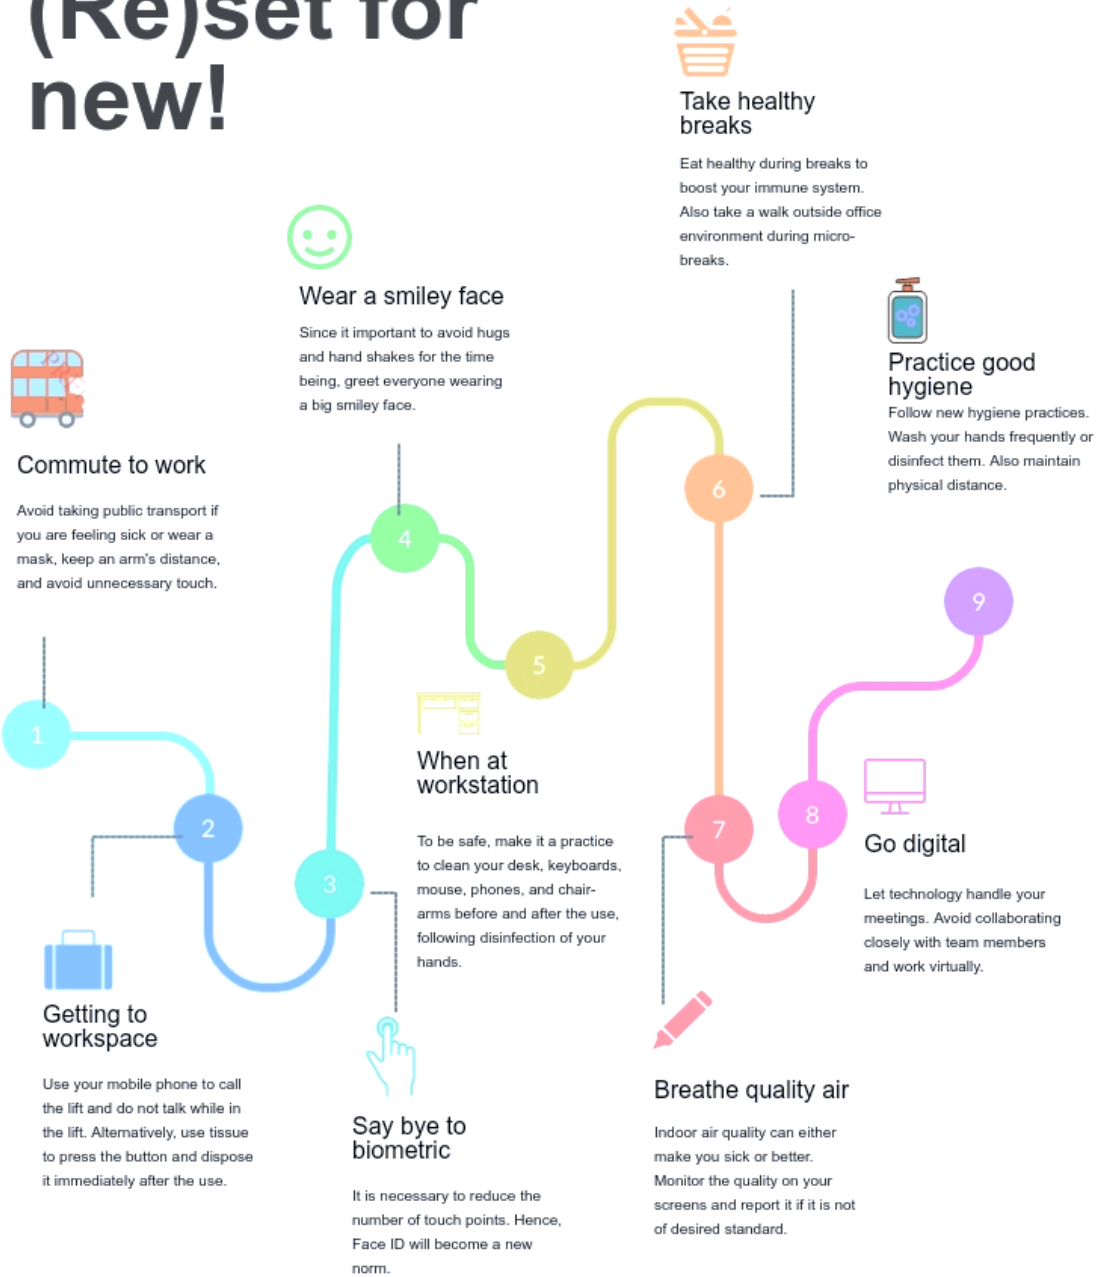 (Re)set for
new!
Commute to work
Avoid taking public transport if
you are feeling sick or wear a
mask, keep an arm's distance,
and avoid unnecessary touch.
1
2
Getting to
workspace
Use your mobile phone to call
the lift and do not talk while in
the lift. Alternatively, use tissue
to press the button and dispose
it immediately after the use.
3
Say bye to
biometric
It is necessary to reduce the
number of touch points. Hence,
Face ID will become a new
norm.
Wear a smiley face
Since it important to avoid hugs
and hand shakes for the time
being, greet everyone wearing
a big smiley face.
4
5
When at
workstation
To be safe, make it a practice
to clean your desk, keyboards,
mouse, phones, and chair-
arms before and after the use,
following disinfection of your
hands.
Take healthy
breaks
Eat healthy during breaks to
boost your immune system.
Also take a walk outside office
environment during micro-
breaks.
6
7
Breathe quality air
Indoor air quality can either
make you sick or better.
Monitor the quality on your
screens and report it if it is not
of desired standard.
8
Go digital
Let technology handle your
meetings. Avoid collaborating
closely with team members
and work virtually.
Practice good
hygiene
Follow new hygiene practices.
Wash your hands frequently or
disinfect them. Also maintain
physical distance.
9